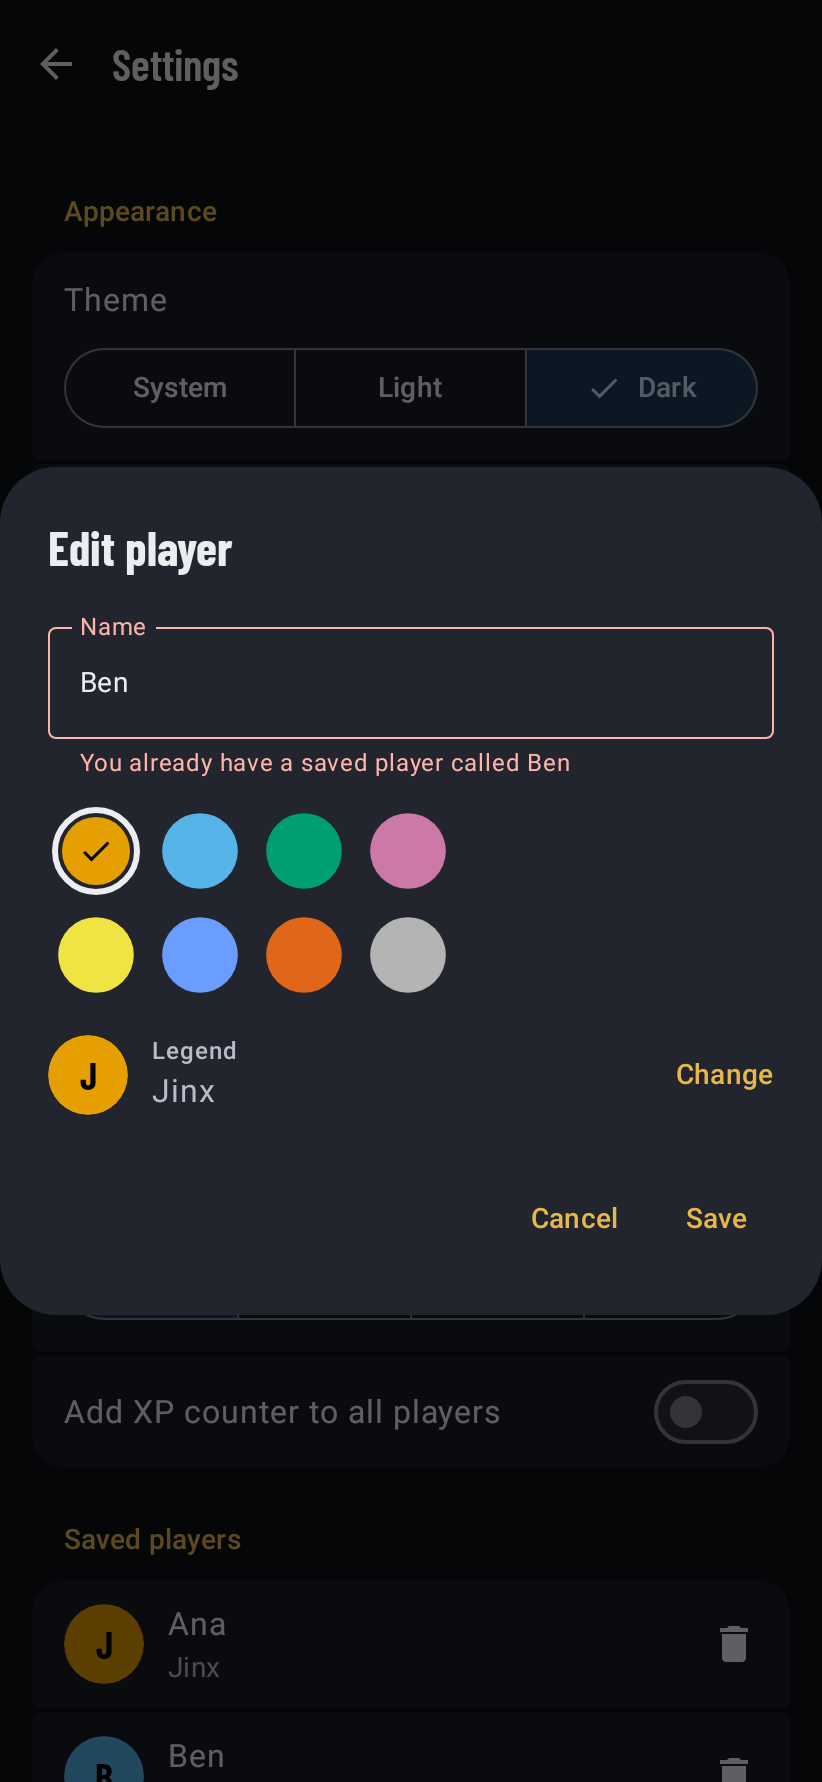 Settings
Appearance
Theme
System Light Dark
Edit player
Name
Ben
You already have a saved player called Ben
J Legend
Jinx
Change
Cancel Save
Add XP counter to all players
Saved players
J Ana
Jinx
B Ben